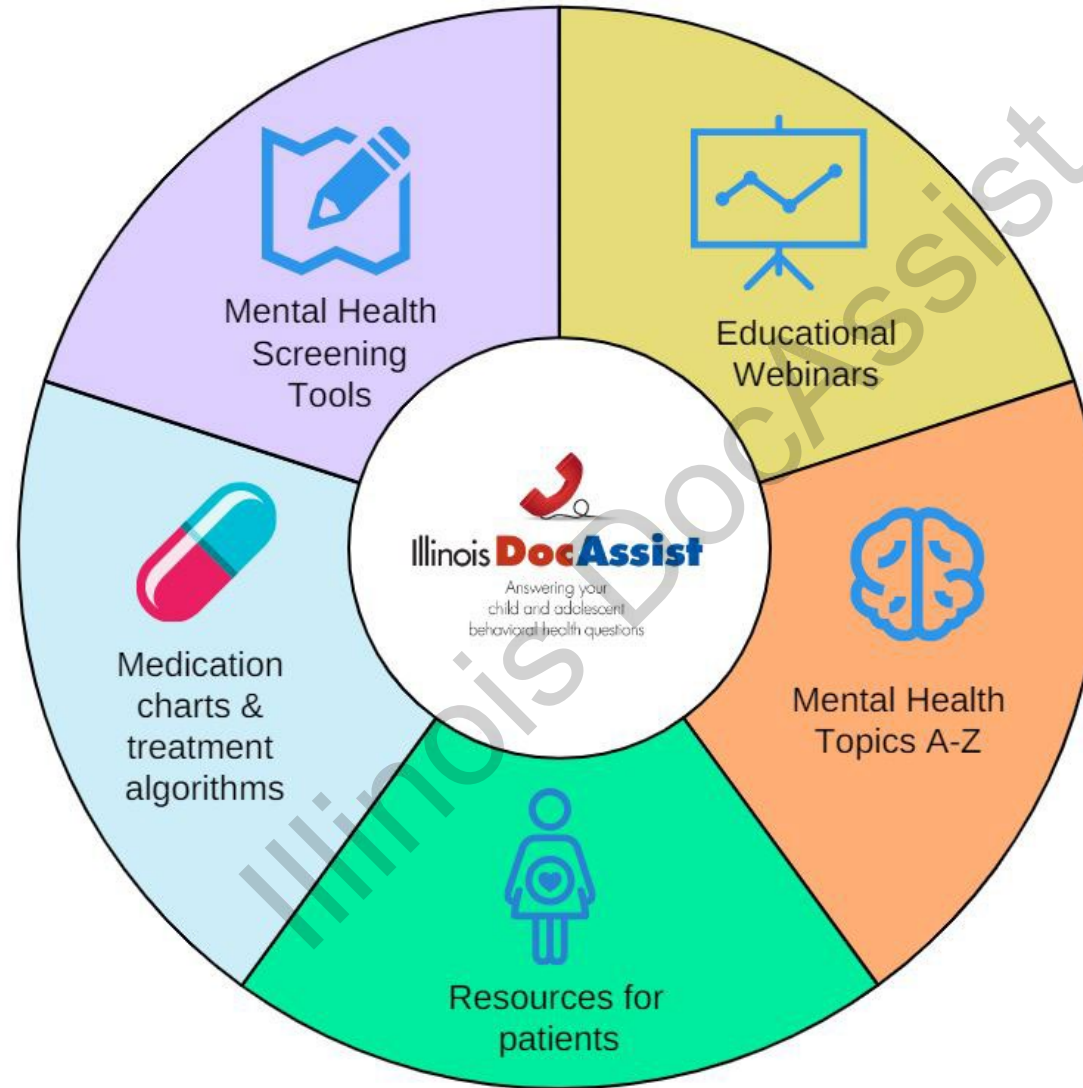 Mental Health
Screening
Tools
Educational
Webinars
Illinois DocAssist
Answering your
child and adolescent
behavioral health questions
Medication
charts &
treatment
algorithms
Mental Health
Topics A-Z
Resources for
patients
Illinois DocAssist